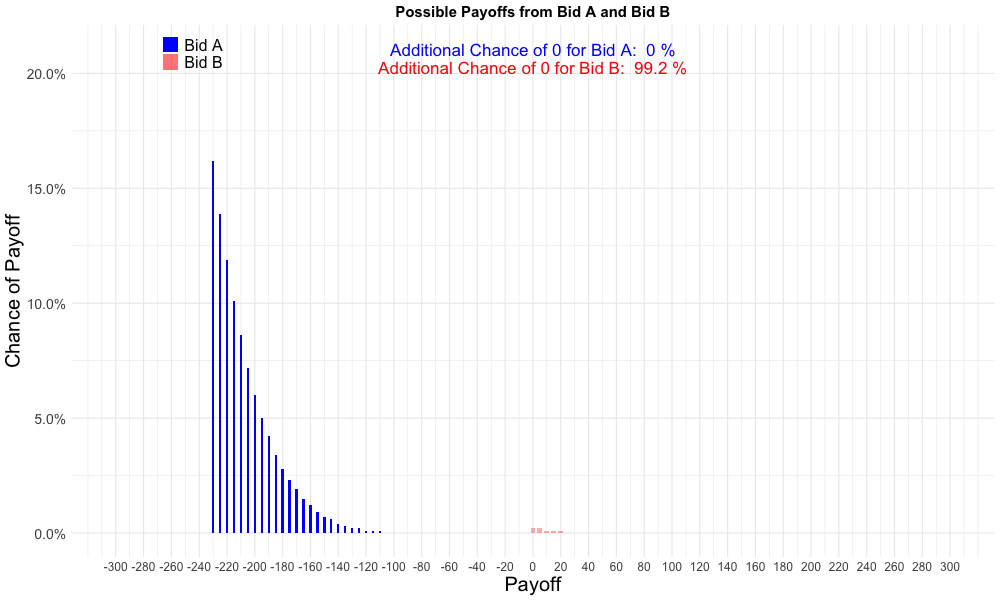 Possible Payoffs from Bid A and Bid B
Bid A
Bid B
Additional Chance of 0 for Bid A:  0 %
Additional Chance of 0 for Bid B:  99.2 %
Chance of Payoff
20.0%
15.0%
10.0%
5.0%
0.0%
-300 -280 -260 -240 -220 -200 -180 -160 -140 -120 -100 -80 -60 -40 -20 0 20 40 60 80 100 120 140 160 180 200 220 240 260 280 300
Payoff